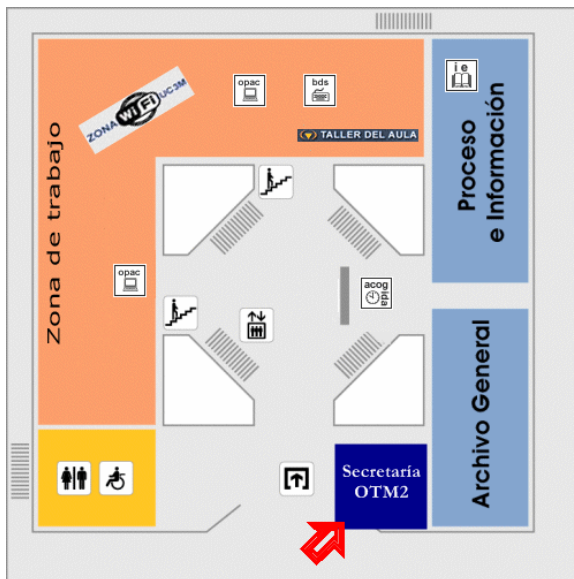 opac
bds
i e
ZONA WiFi UC3M
TALLER DEL AULA
Zona de trabajo
Proceso
e Información
opac
acog
ida
Archivo General
Secretaría
OTM2